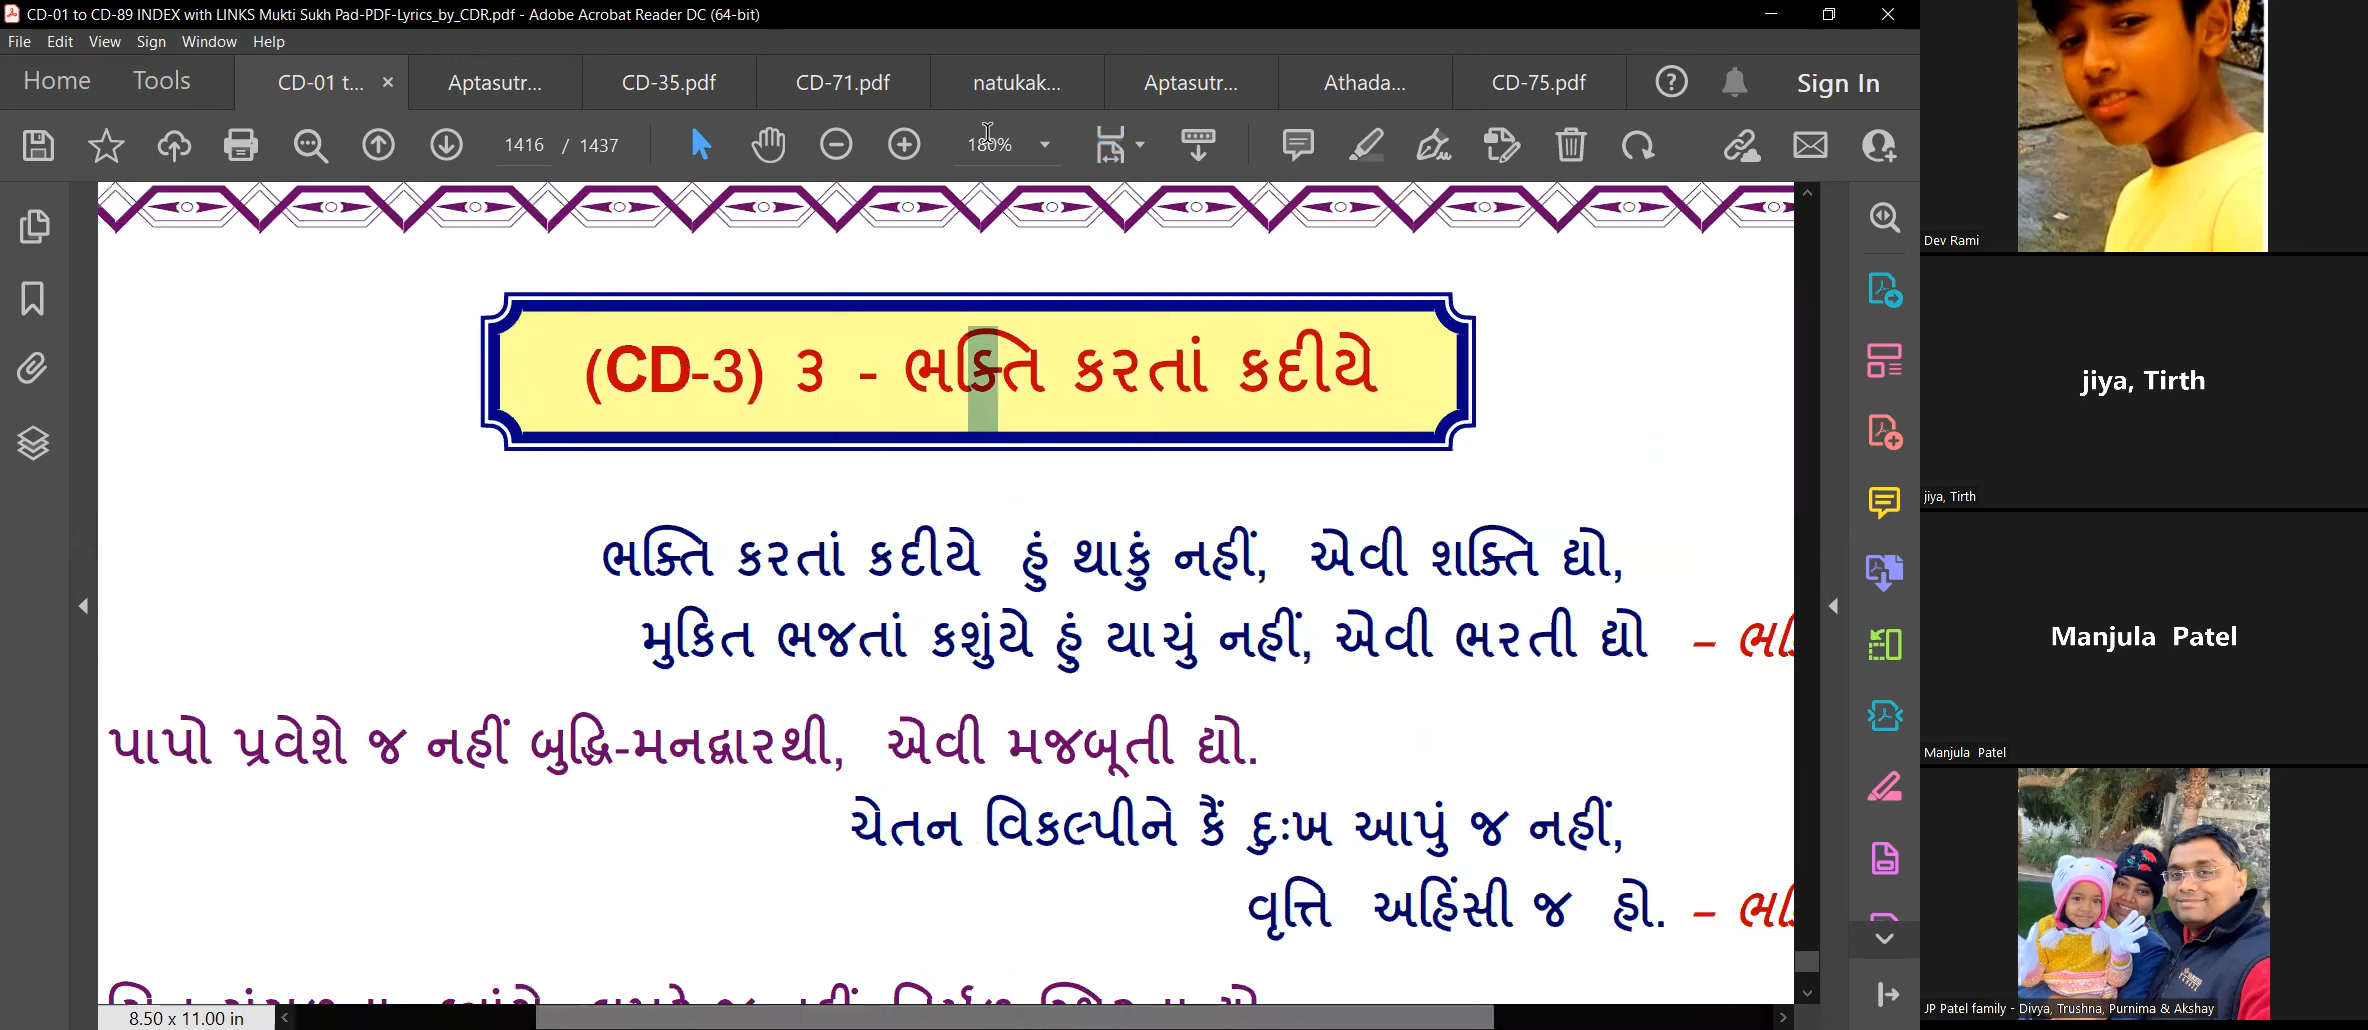 CD-01 to CD-89 INDEX with LINKS Mukti Sukh Pad-PDF-Lyrics_by_CDR.pdf - Adobe Acrobat Reader DC (64-bit)
File Edit View Sign Window Help
Home Tools CD-01 t... Aptasutr... CD-35.pdf CD-71.pdf natukak... Aptasutr... Athada... CD-75.pdf Sign In
1416 / 1437 180%
(CD-3) ૩ - ભક્તિ કરતાં કદીયે
ભક્તિ કરતાં કદીયે હું થાકું નહીં, એવી શક્તિ દ્યો,
મુકિત ભજતાં કશુંયે હું યાચું નહીં, એવી ભરતી દ્યો – ભક્તિ
પાપો પ્રવેશે જ નહીં બુદ્ધિ-મનદ્વારથી, એવી મજબૂતી દ્યો.
ચેતન વિકલ્પીને કૈં દુઃખ આપું જ નહીં,
વૃત્તિ અહિંસી જ હો. – ભક્તિ
8.50 x 11.00 in
Dev Rami
jiya, Tirth
jiya, Tirth
Manjula Patel
Manjula Patel
JP Patel family - Divya, Trushna, Purnima & Akshay